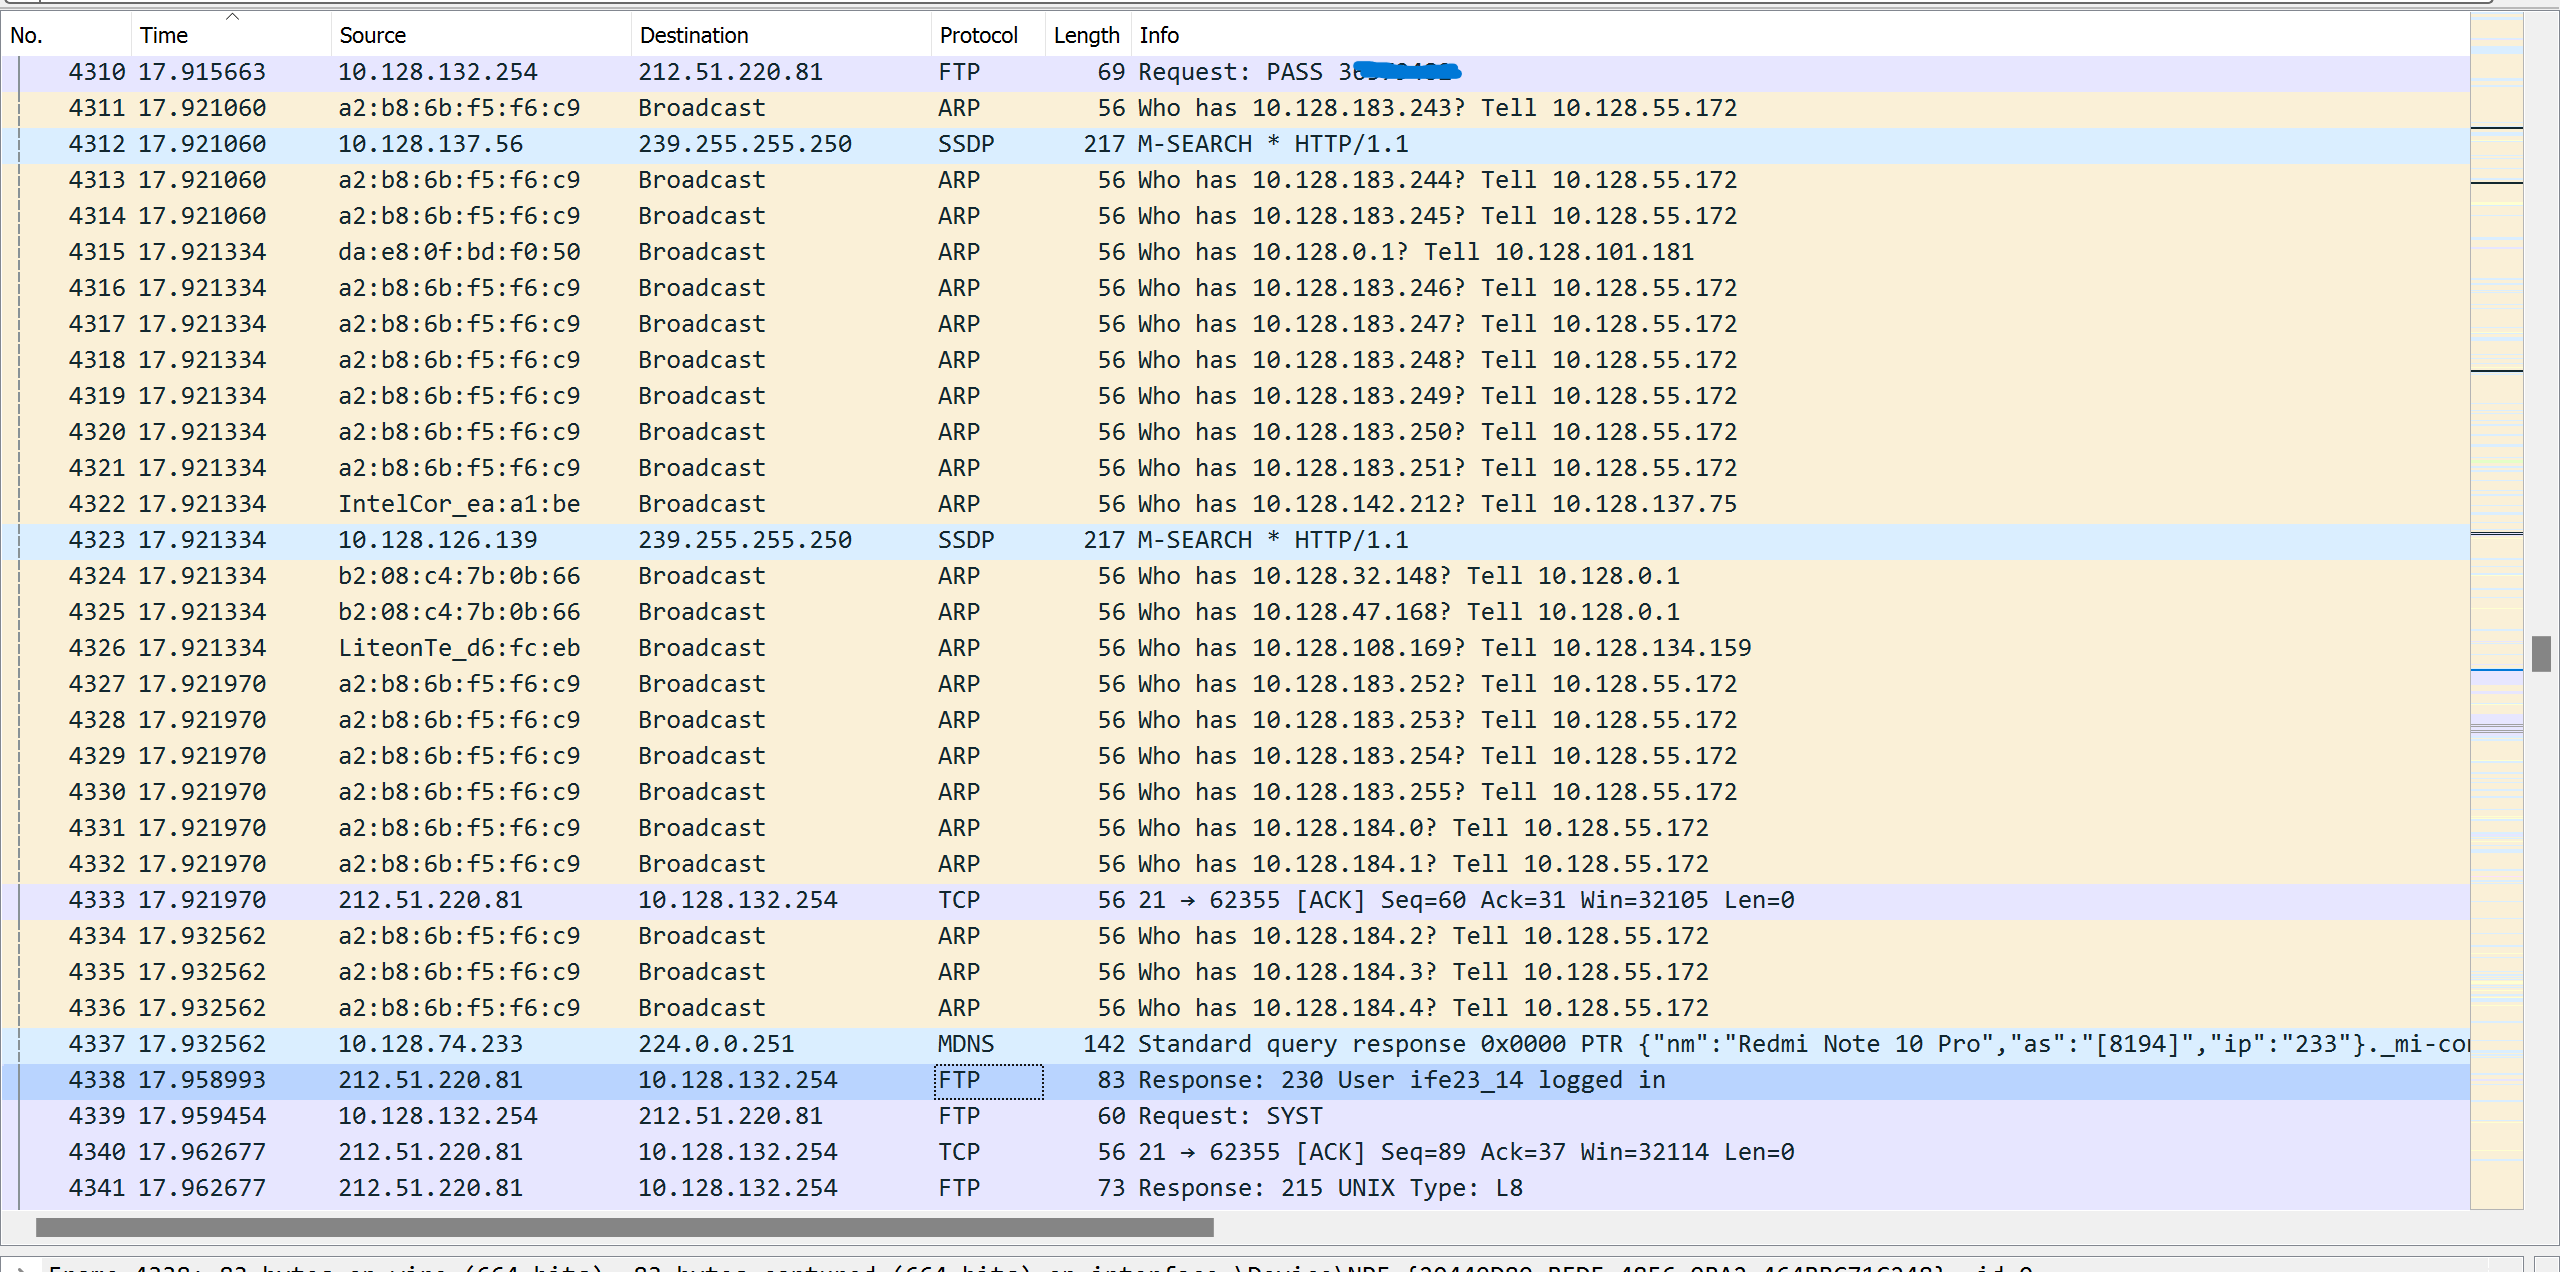 No. Time Source Destination Protocol Length Info
4310 17.915663 10.128.132.254 212.51.220.81 FTP 69 Request: PASS
4311 17.921060 a2:b8:6b:f5:f6:c9 Broadcast ARP 56 Who has 10.128.183.243? Tell 10.128.55.172
4312 17.921060 10.128.137.56 239.255.255.250 SSDP 217 M-SEARCH * HTTP/1.1
4313 17.921060 a2:b8:6b:f5:f6:c9 Broadcast ARP 56 Who has 10.128.183.244? Tell 10.128.55.172
4314 17.921060 a2:b8:6b:f5:f6:c9 Broadcast ARP 56 Who has 10.128.183.245? Tell 10.128.55.172
4315 17.921334 da:e8:0f:bd:f0:50 Broadcast ARP 56 Who has 10.128.0.1? Tell 10.128.101.181
4316 17.921334 a2:b8:6b:f5:f6:c9 Broadcast ARP 56 Who has 10.128.183.246? Tell 10.128.55.172
4317 17.921334 a2:b8:6b:f5:f6:c9 Broadcast ARP 56 Who has 10.128.183.247? Tell 10.128.55.172
4318 17.921334 a2:b8:6b:f5:f6:c9 Broadcast ARP 56 Who has 10.128.183.248? Tell 10.128.55.172
4319 17.921334 a2:b8:6b:f5:f6:c9 Broadcast ARP 56 Who has 10.128.183.249? Tell 10.128.55.172
4320 17.921334 a2:b8:6b:f5:f6:c9 Broadcast ARP 56 Who has 10.128.183.250? Tell 10.128.55.172
4321 17.921334 a2:b8:6b:f5:f6:c9 Broadcast ARP 56 Who has 10.128.183.251? Tell 10.128.55.172
4322 17.921334 IntelCor_ea:a1:be Broadcast ARP 56 Who has 10.128.142.212? Tell 10.128.137.75
4323 17.921334 10.128.126.139 239.255.255.250 SSDP 217 M-SEARCH * HTTP/1.1
4324 17.921334 b2:08:c4:7b:0b:66 Broadcast ARP 56 Who has 10.128.32.148? Tell 10.128.0.1
4325 17.921334 b2:08:c4:7b:0b:66 Broadcast ARP 56 Who has 10.128.47.168? Tell 10.128.0.1
4326 17.921334 LiteonTe_d6:fc:eb Broadcast ARP 56 Who has 10.128.108.169? Tell 10.128.134.159
4327 17.921970 a2:b8:6b:f5:f6:c9 Broadcast ARP 56 Who has 10.128.183.252? Tell 10.128.55.172
4328 17.921970 a2:b8:6b:f5:f6:c9 Broadcast ARP 56 Who has 10.128.183.253? Tell 10.128.55.172
4329 17.921970 a2:b8:6b:f5:f6:c9 Broadcast ARP 56 Who has 10.128.183.254? Tell 10.128.55.172
4330 17.921970 a2:b8:6b:f5:f6:c9 Broadcast ARP 56 Who has 10.128.183.255? Tell 10.128.55.172
4331 17.921970 a2:b8:6b:f5:f6:c9 Broadcast ARP 56 Who has 10.128.184.0? Tell 10.128.55.172
4332 17.921970 a2:b8:6b:f5:f6:c9 Broadcast ARP 56 Who has 10.128.184.1? Tell 10.128.55.172
4333 17.921970 212.51.220.81 10.128.132.254 TCP 56 21 → 62355 [ACK] Seq=60 Ack=31 Win=32105 Len=0
4334 17.932562 a2:b8:6b:f5:f6:c9 Broadcast ARP 56 Who has 10.128.184.2? Tell 10.128.55.172
4335 17.932562 a2:b8:6b:f5:f6:c9 Broadcast ARP 56 Who has 10.128.184.3? Tell 10.128.55.172
4336 17.932562 a2:b8:6b:f5:f6:c9 Broadcast ARP 56 Who has 10.128.184.4? Tell 10.128.55.172
4337 17.932562 10.128.74.233 224.0.0.251 MDNS 142 Standard query response 0x0000 PTR {"nm":"Redmi Note 10 Pro","as":"[8194]","ip":"233"}._mi-co
4338 17.958993 212.51.220.81 10.128.132.254 FTP 83 Response: 230 User ife23_14 logged in
4339 17.959454 10.128.132.254 212.51.220.81 FTP 60 Request: SYST
4340 17.962677 212.51.220.81 10.128.132.254 TCP 56 21 → 62355 [ACK] Seq=89 Ack=37 Win=32114 Len=0
4341 17.962677 212.51.220.81 10.128.132.254 FTP 73 Response: 215 UNIX Type: L8